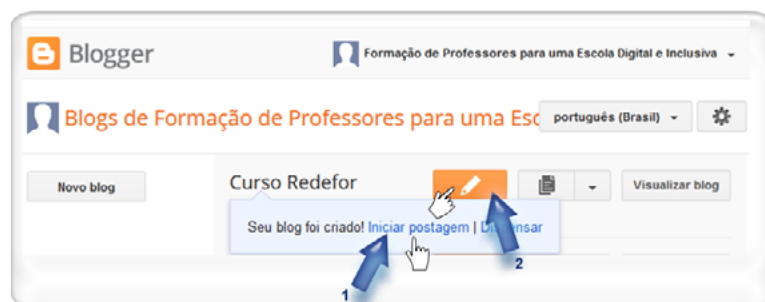 Blogger
Formação de Professores para uma Escola Digital e Inclusiva
Blogs de Formação de Professores para uma Esc
português (Brasil)
Novo blog
Curso Redefor
Visualizar blog
Seu blog foi criado! Iniciar postagem | Dispensar
1
2